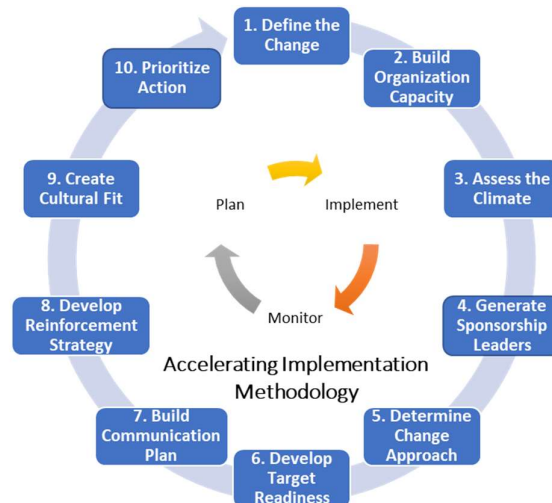 1. Define the
Change
2. Build
Organization
Capacity
3. Assess the
Climate
4. Generate
Sponsorship
Leaders
5. Determine
Change
Approach
6. Develop
Target
Readiness
7. Build
Communication
Plan
8. Develop
Reinforcement
Strategy
9. Create
Cultural Fit
10. Prioritize
Action
Plan
Implement
Monitor
Accelerating Implementation
Methodology